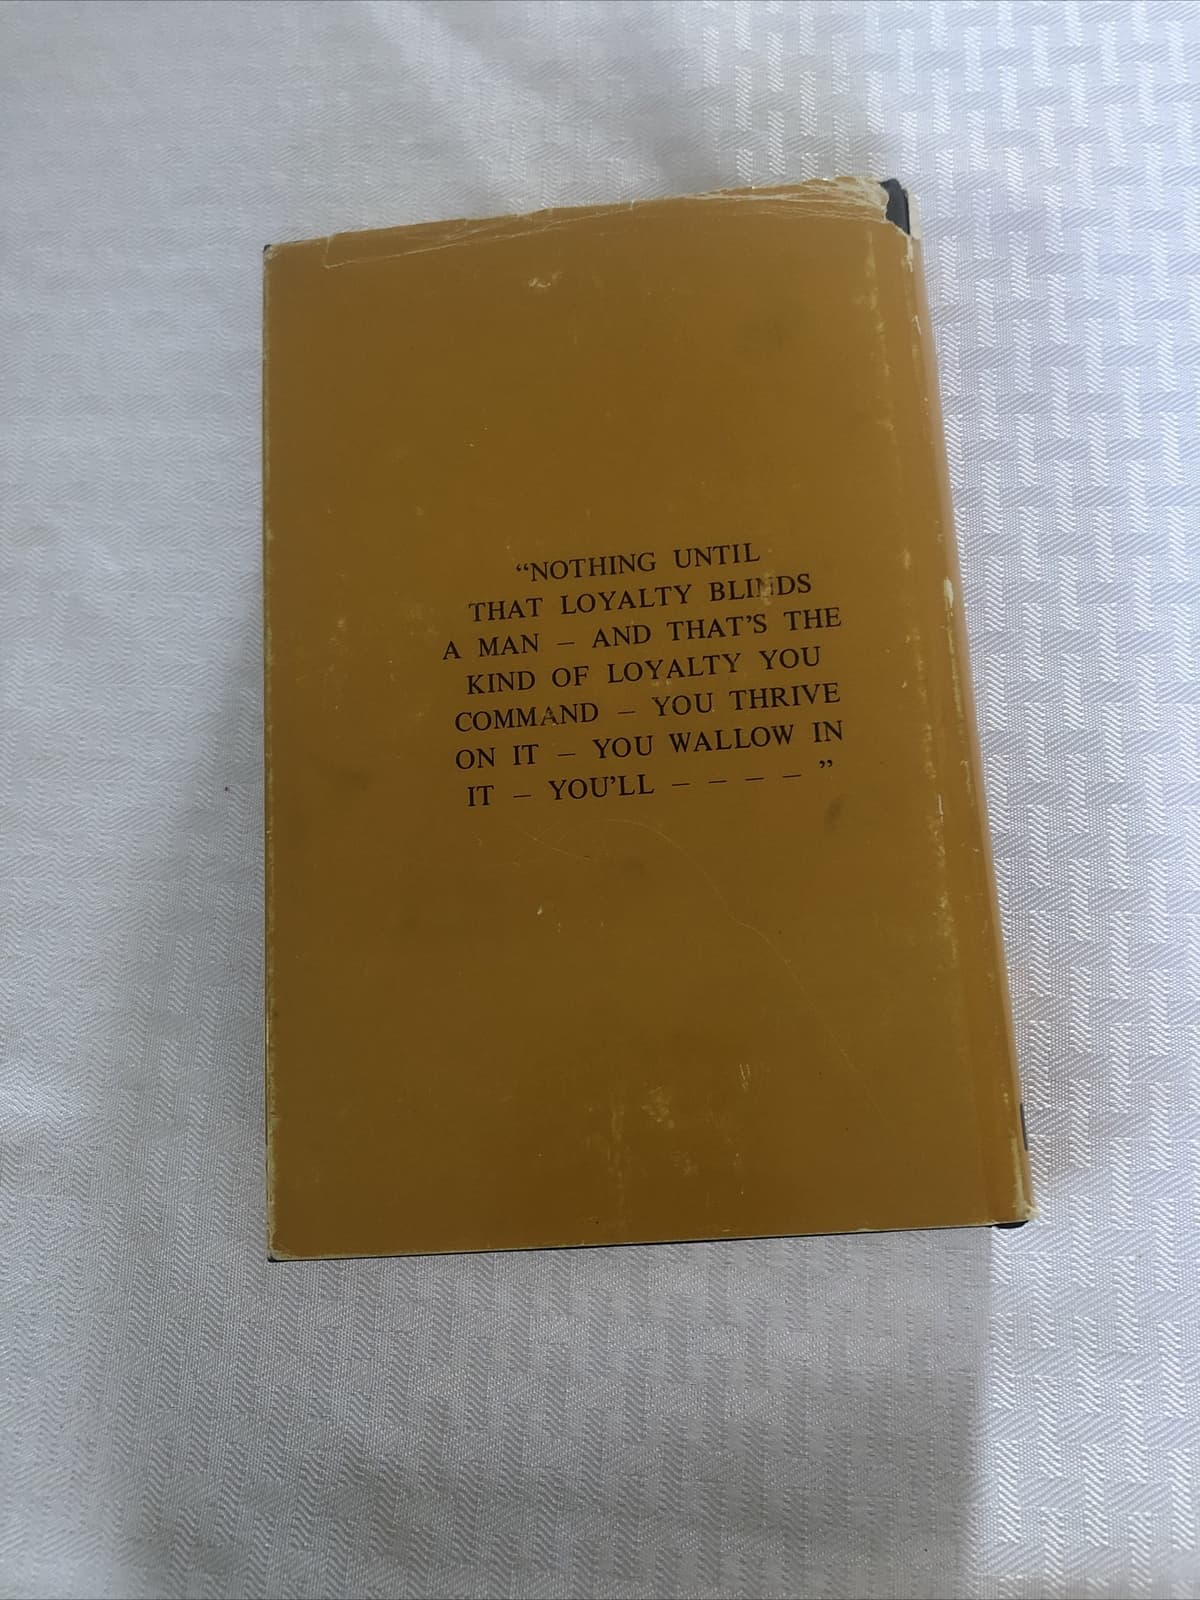 “NOTHING UNTIL
THAT LOYALTY BLINDS
A MAN – AND THAT’S THE
KIND OF LOYALTY YOU
COMMAND – YOU THRIVE
ON IT – YOU WALLOW IN
IT – YOU’LL – – – – ”